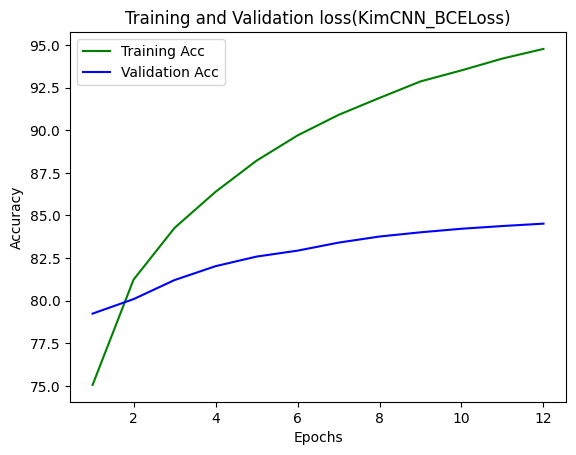 Training and Validation loss(KimCNN_BCELoss)
Training Acc
Validation Acc
95.0
92.5
90.0
87.5
85.0
82.5
80.0
77.5
75.0
Accuracy
2 4 6 8 10 12
Epochs